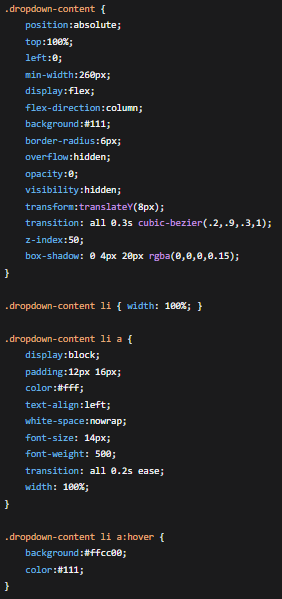 .dropdown-content {
    position:absolute;
    top:100%;
    left:0;
    min-width:260px;
    display:flex;
    flex-direction:column;
    background:#111;
    border-radius:6px;
    overflow:hidden;
    opacity:0;
    visibility:hidden;
    transform:translateY(8px);
    transition: all 0.3s cubic-bezier(.2,.9,.3,1);
    z-index:50;
    box-shadow: 0 4px 20px rgba(0,0,0,0.15);
}

.dropdown-content li { width: 100%; }

.dropdown-content li a {
    display:block;
    padding:12px 16px;
    color:#fff;
    text-align:left;
    white-space:nowrap;
    font-size: 14px;
    font-weight: 500;
    transition: all 0.2s ease;
    width: 100%;
}

.dropdown-content li a:hover {
    background:#ffcc00;
    color:#111;
}